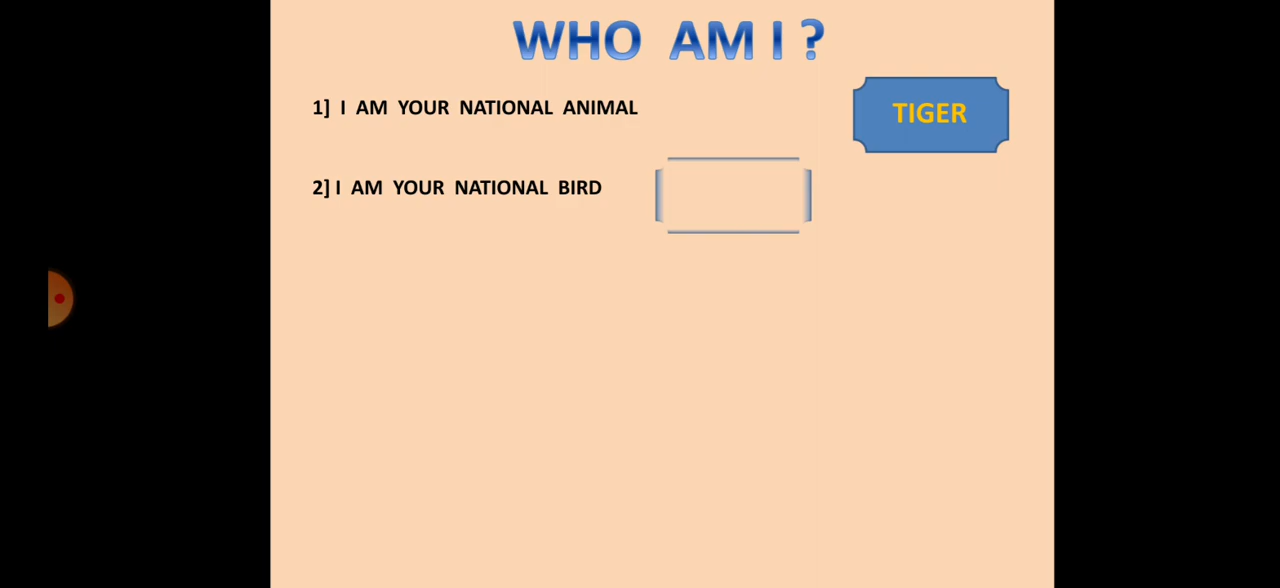 WHO AM I ?
1] I AM YOUR NATIONAL ANIMAL
TIGER
2] I AM YOUR NATIONAL BIRD